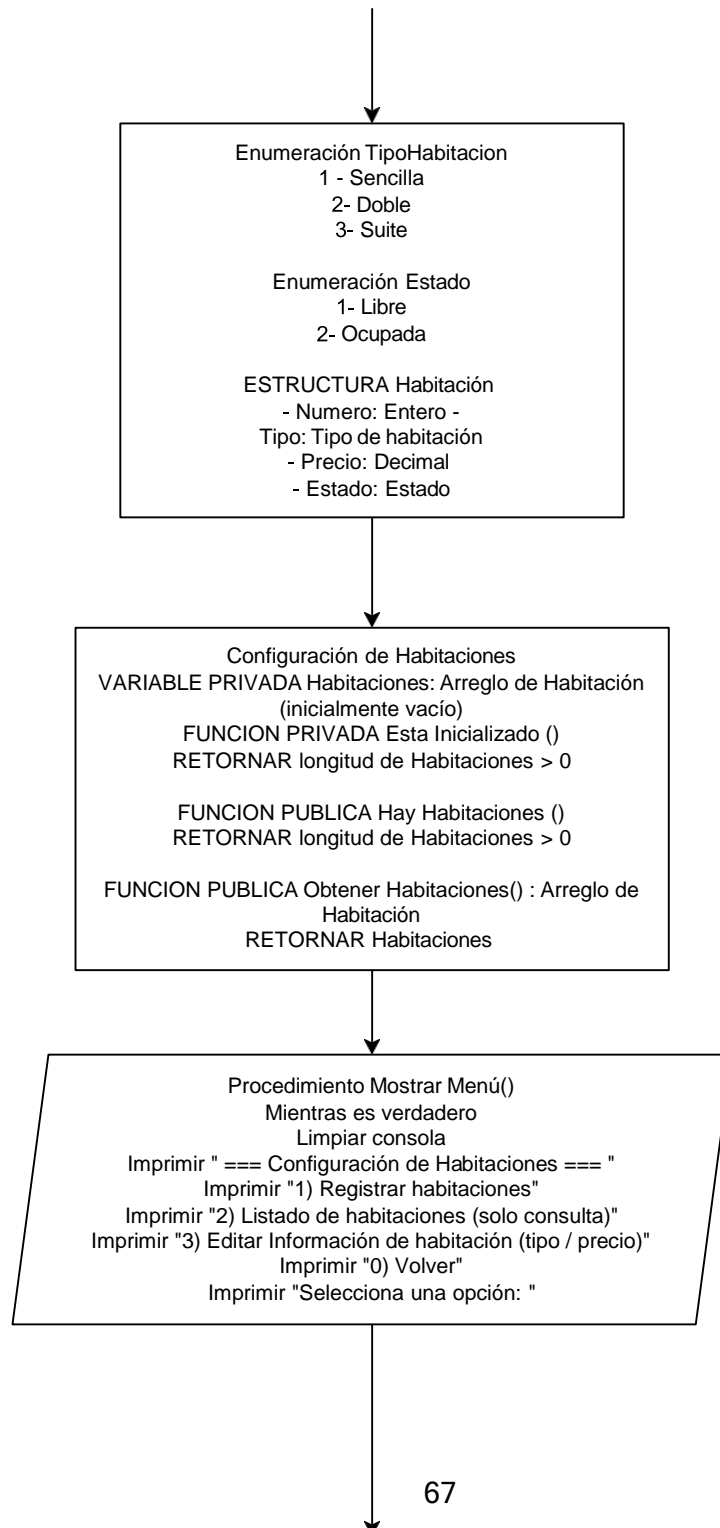 Enumeración TipoHabitacion
1 - Sencilla
2- Doble
3- Suite
Enumeración Estado
1- Libre
2- Ocupada
ESTRUCTURA Habitación
- Numero: Entero -
Tipo: Tipo de habitación
- Precio: Decimal
- Estado: Estado
Configuración de Habitaciones
VARIABLE PRIVADA Habitaciones: Arreglo de Habitación
(inicialmente vacío)
FUNCION PRIVADA Esta Inicializado ()
RETORNAR longitud de Habitaciones > 0
FUNCION PUBLICA Hay Habitaciones ()
RETORNAR longitud de Habitaciones > 0
FUNCION PUBLICA Obtener Habitaciones() : Arreglo de
Habitación
RETORNAR Habitaciones
Procedimiento Mostrar Menú()
Mientras es verdadero
Limpiar consola
Imprimir " === Configuración de Habitaciones === "
Imprimir "1) Registrar habitaciones"
Imprimir "2) Listado de habitaciones (solo consulta)"
Imprimir "3) Editar Información de habitación (tipo / precio)"
Imprimir "0) Volver"
Imprimir "Selecciona una opción: "
67